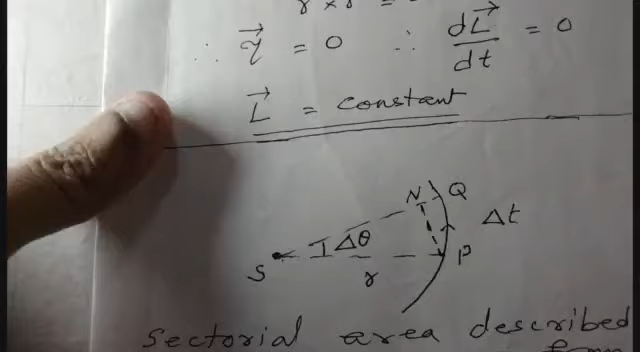 ∴ τ⃗ = 0 ∴ dL⃗/dt = 0
L⃗ = constant
N Q
Δθ Δt
S r P
Sectorial area described